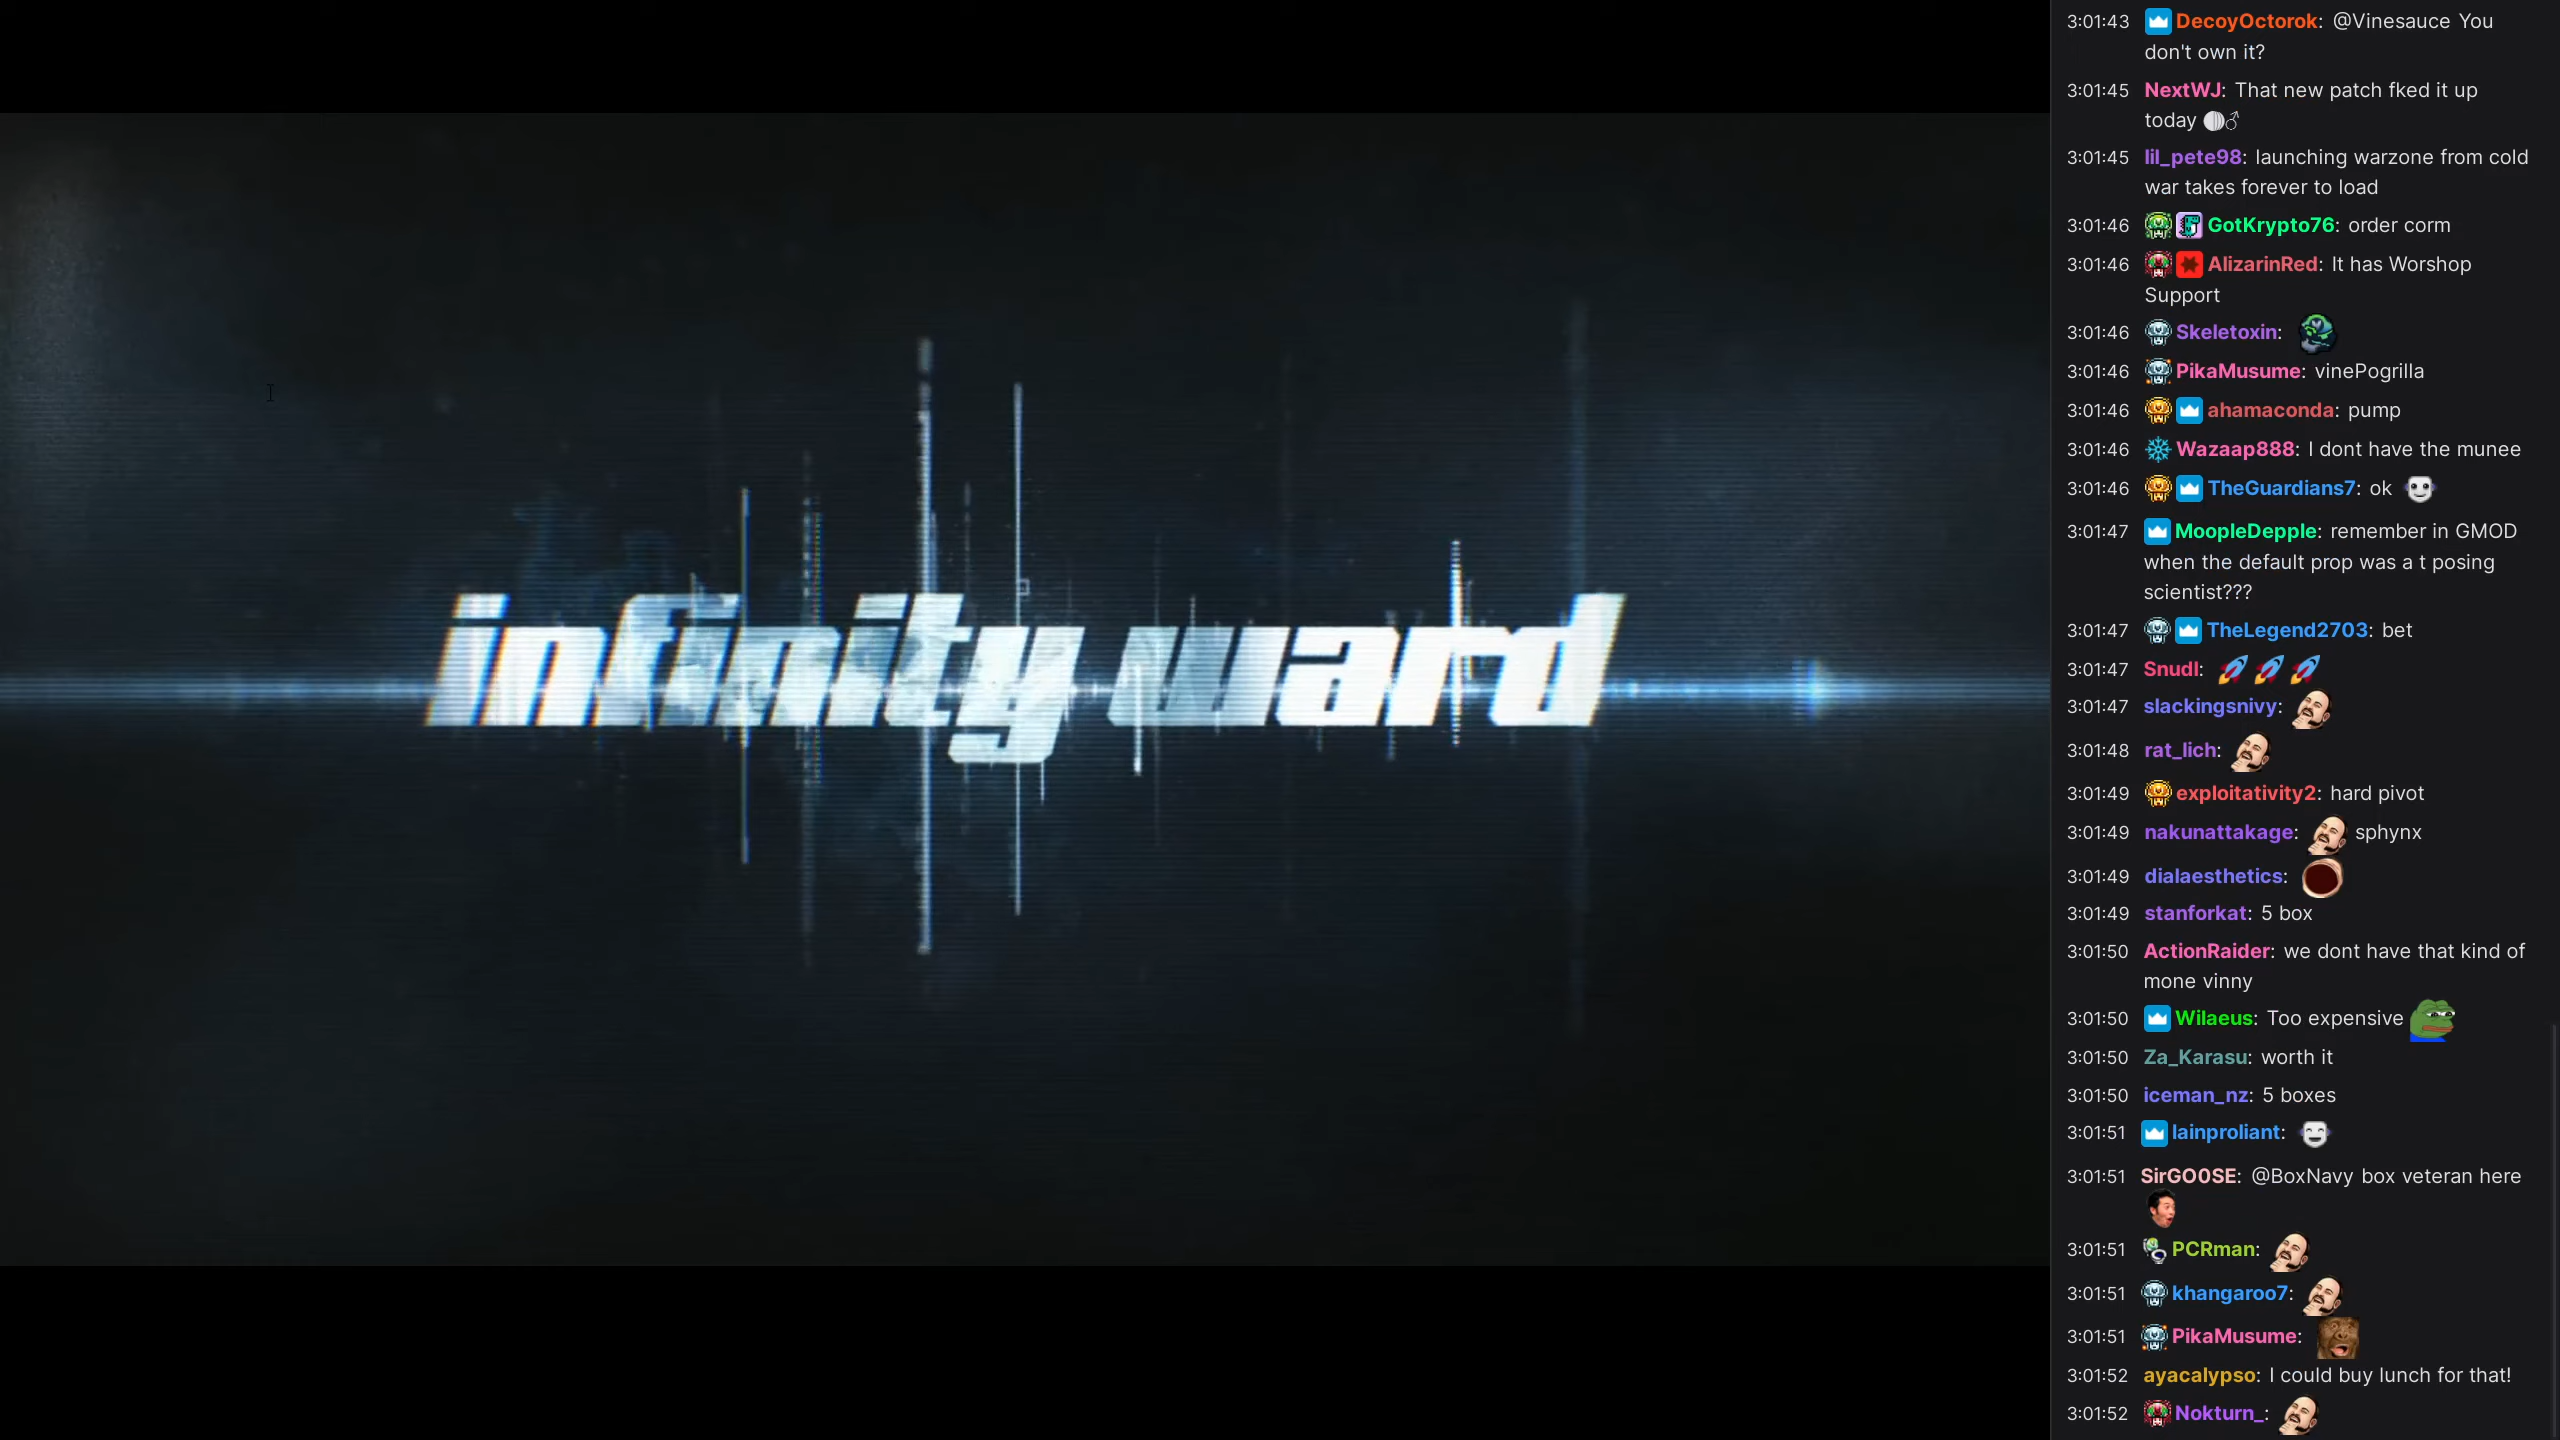 infinity ward
3:01:43 DecoyOctorok: @Vinesauce You
don't own it?
3:01:45 NextWJ: That new patch fked it up
today ♂
3:01:45 lil_pete98: launching warzone from cold
war takes forever to load
3:01:46 GotKrypto76: order corm
3:01:46 AlizarinRed: It has Worshop
Support
3:01:46 Skeletoxin:
3:01:46 PikaMusume: vinePogrilla
3:01:46 ahamaconda: pump
3:01:46 Wazaap888: I dont have the munee
3:01:46 TheGuardians7: ok
3:01:47 MoopleDepple: remember in GMOD
when the default prop was a t posing
scientist???
3:01:47 TheLegend2703: bet
3:01:47 Snudl: 🚀 🚀 🚀
3:01:47 slackingsnivy:
3:01:48 rat_lich:
3:01:49 exploitativity2: hard pivot
3:01:49 nakunattakage: sphynx
3:01:49 dialaesthetics:
3:01:49 stanforkat: 5 box
3:01:50 ActionRaider: we dont have that kind of
mone vinny
3:01:50 Wilaeus: Too expensive
3:01:50 Za_Karasu: worth it
3:01:50 iceman_nz: 5 boxes
3:01:51 lainproliant:
3:01:51 SirGO0SE: @BoxNavy box veteran here
3:01:51 PCRman:
3:01:51 khangaroo7:
3:01:51 PikaMusume:
3:01:52 ayacalypso: I could buy lunch for that!
3:01:52 Nokturn_: